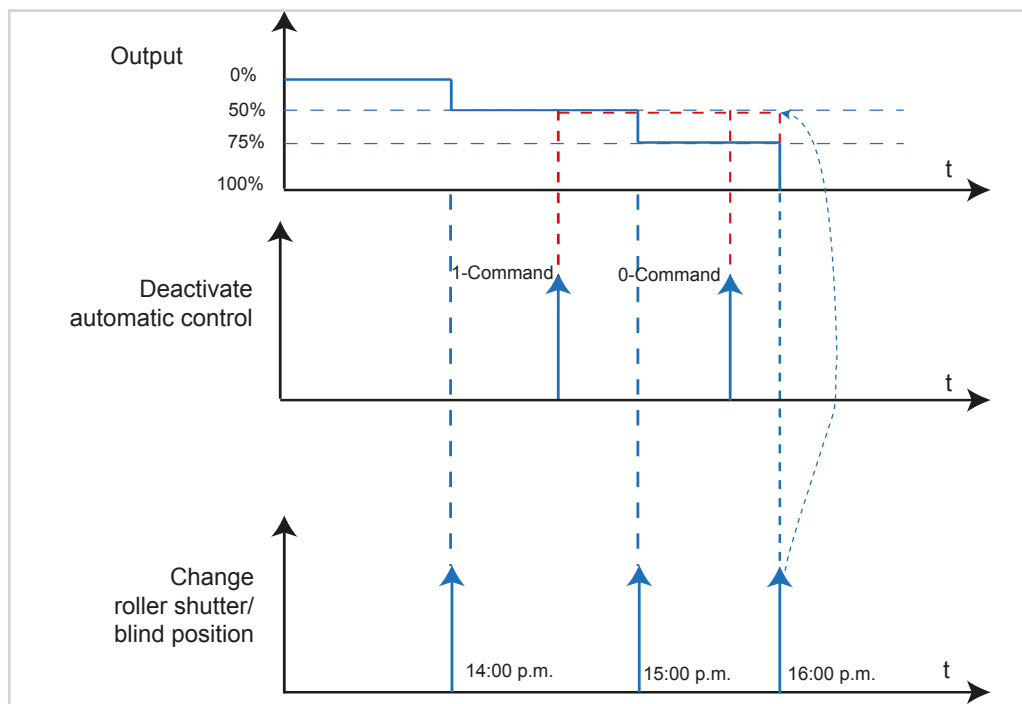 Output
0%
50%
75%
100%
t
Deactivate
automatic control
1-Command
0-Command
t
Change
roller shutter/
blind position
14:00 p.m.
15:00 p.m.
16:00 p.m.
t